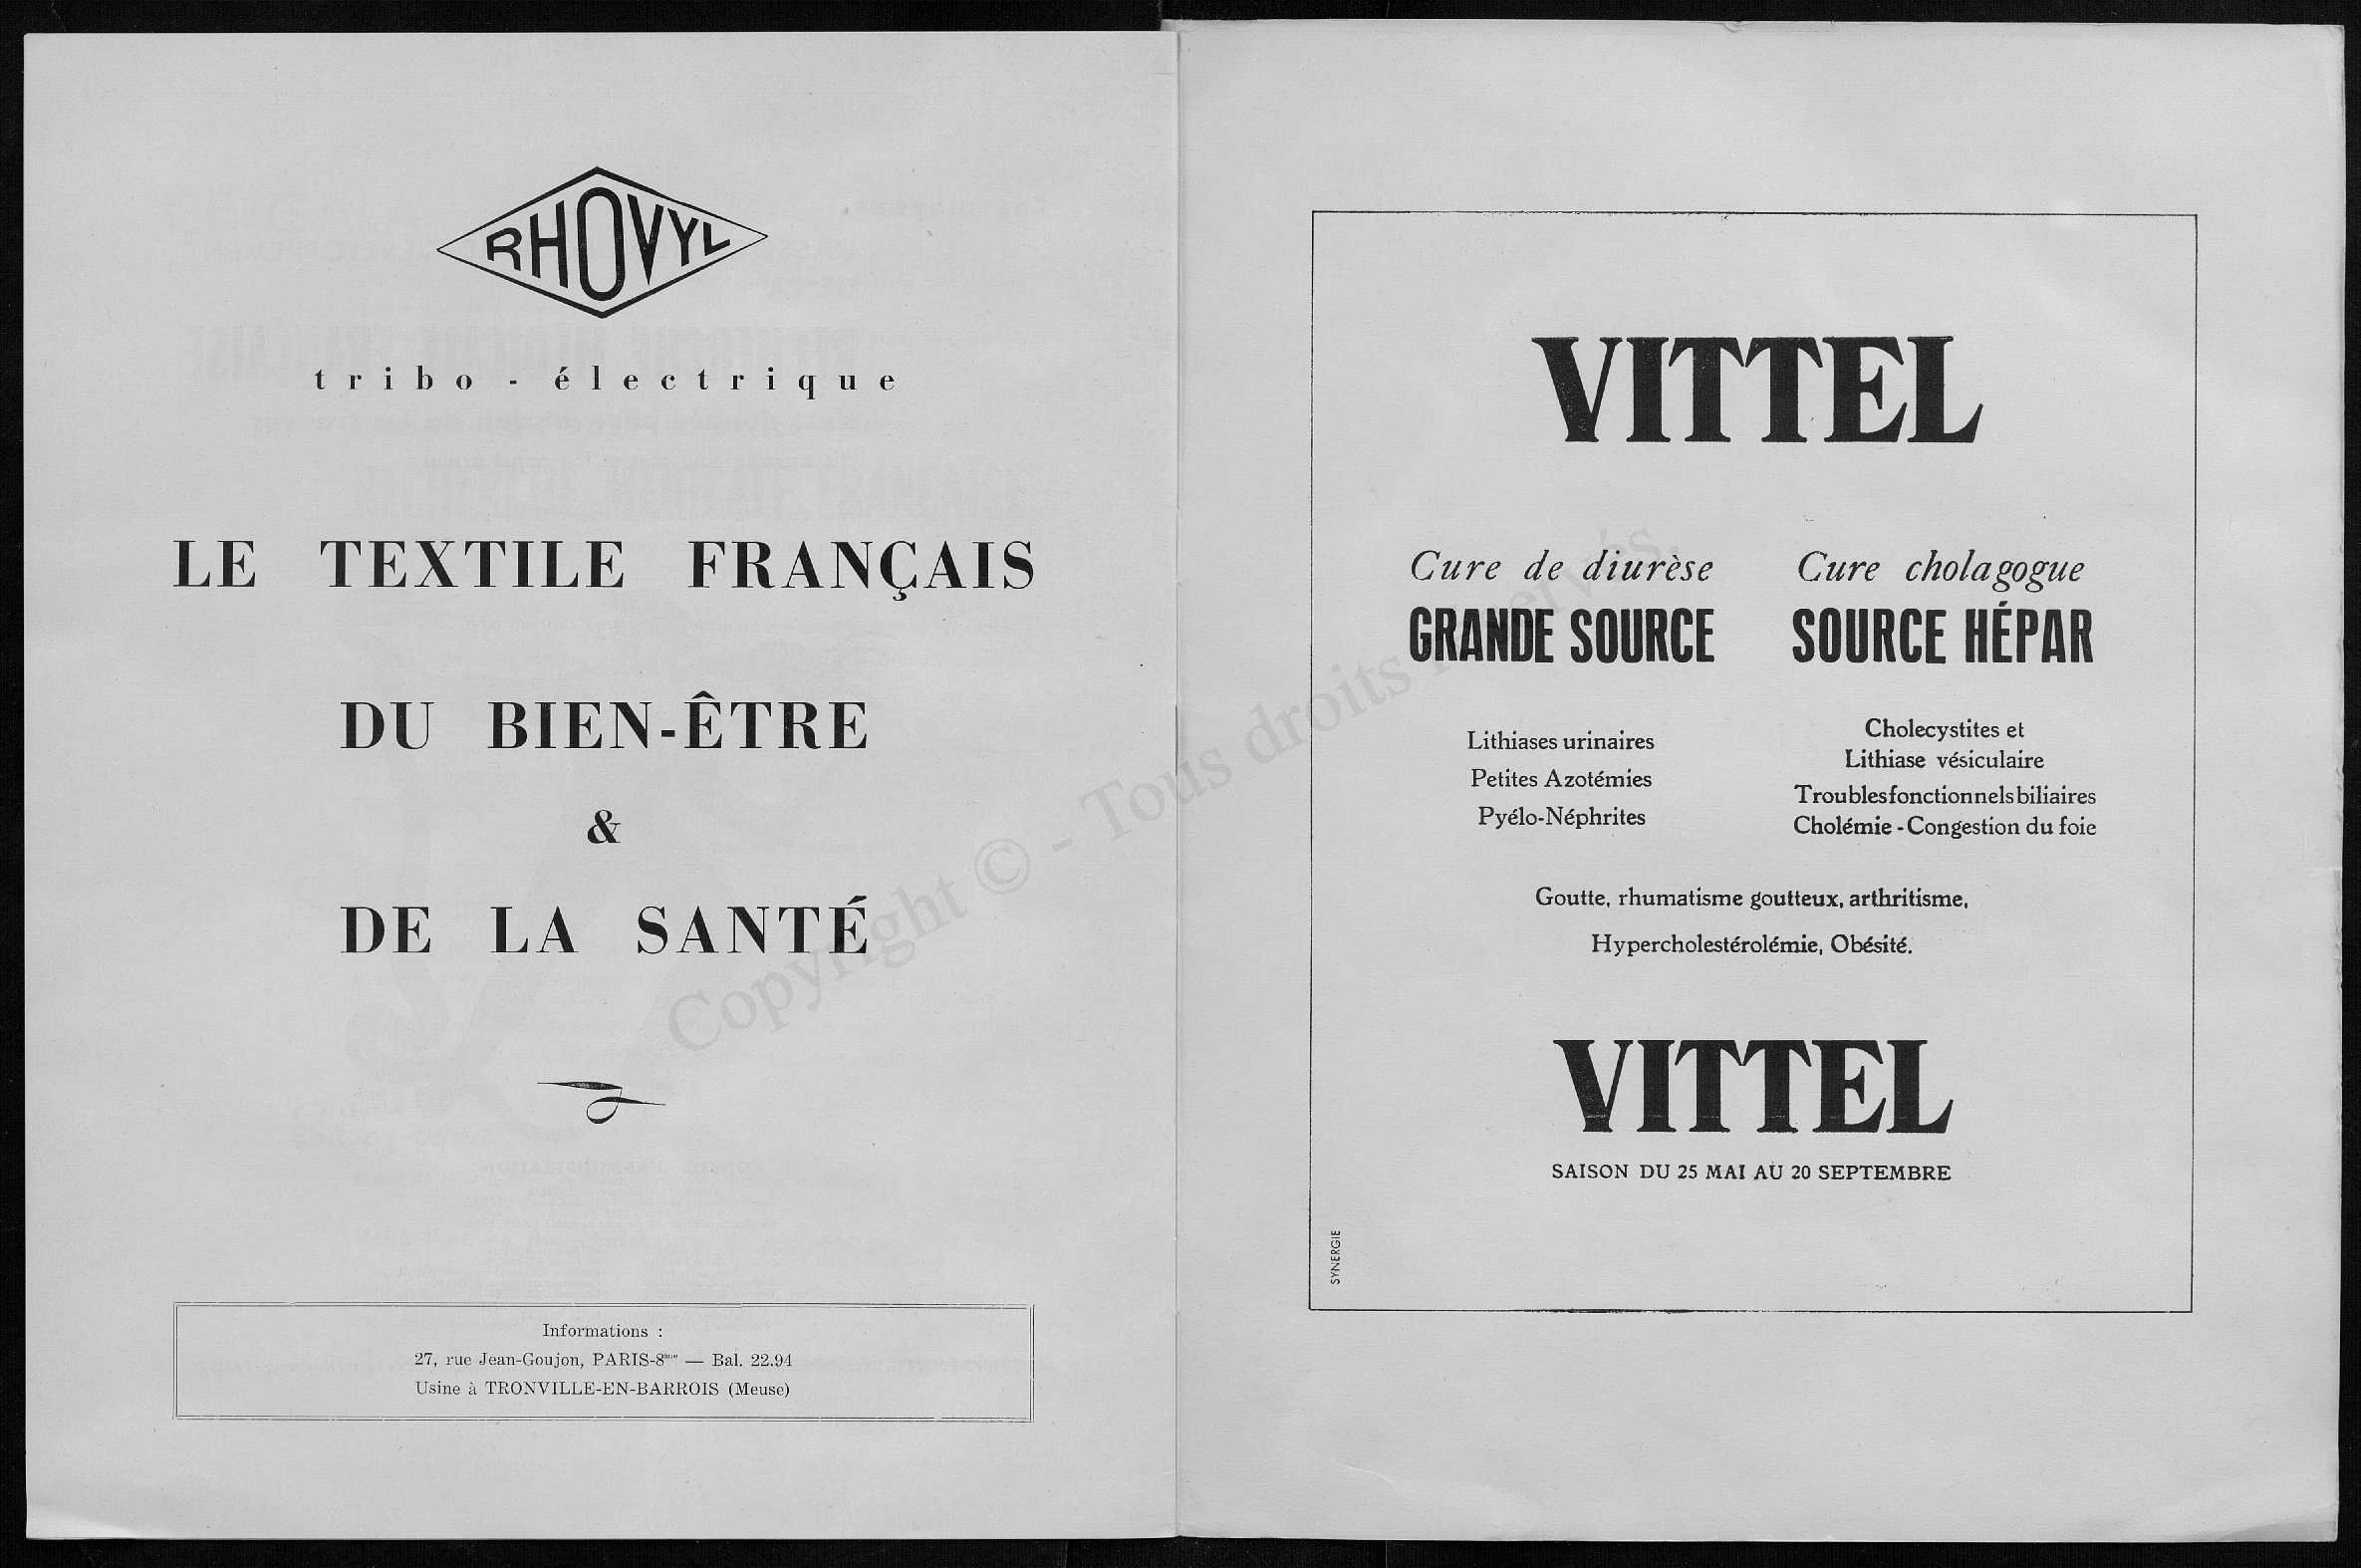 RHOVYL
tribo-électrique
LE TEXTILE FRANÇAIS
DU BIEN-ÊTRE
&
DE LA SANTÉ
Informations :
27, rue Jean-Goujon, PARIS-8ème — Bal. 22.94
Usine à TRONVILLE-EN-BARROIS (Meuse)
VITTEL
Cure de diurèse
GRANDE SOURCE
Lithiases urinaires
Petites Azotémies
Pyélo-Néphrites
Cure cholagogue
SOURCE HÉPAR
Cholecystites et
Lithiase vésiculaire
Troubles fonctionnels biliaires
Cholémie - Congestion du foie
Goutte, rhumatisme goutteux, arthritisme,
Hypercholestérolémie, Obésité.
VITTEL
SAISON DU 25 MAI AU 20 SEPTEMBRE
SYNERGIE
Copyright © - Tous droits réservés.